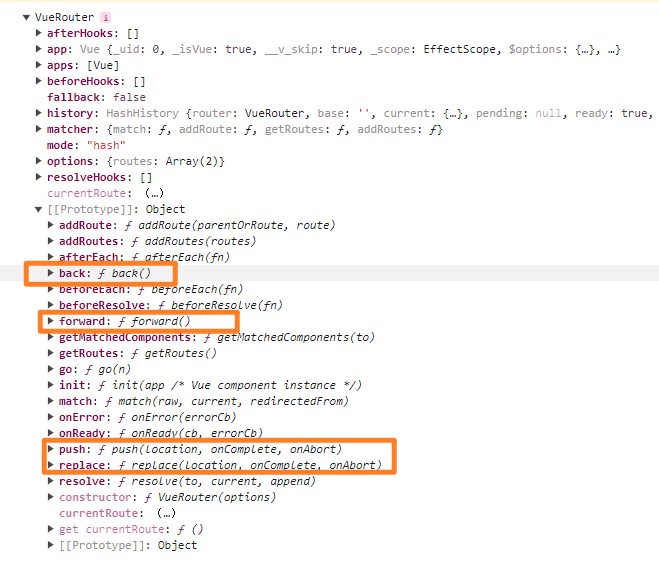 VueRouter i
afterHooks: []
app: Vue {_uid: 0, _isVue: true, __v_skip: true, _scope: EffectScope, $options: {…}, …}
apps: [Vue]
beforeHooks: []
fallback: false
history: HashHistory {router: VueRouter, base: '', current: {…}, pending: null, ready: true,
matcher: {match: ƒ, addRoute: ƒ, getRoutes: ƒ, addRoutes: ƒ}
mode: "hash"
options: {routes: Array(2)}
resolveHooks: []
currentRoute: (…)
[[Prototype]]: Object
addRoute: ƒ addRoute(parentOrRoute, route)
addRoutes: ƒ addRoutes(routes)
afterEach: ƒ afterEach(fn)
back: ƒ back()
beforeEach: ƒ beforeEach(fn)
beforeResolve: ƒ beforeResolve(fn)
forward: ƒ forward()
getMatchedComponents: ƒ getMatchedComponents(to)
getRoutes: ƒ getRoutes()
go: ƒ go(n)
init: ƒ init(app /* Vue component instance */)
match: ƒ match(raw, current, redirectedFrom)
onError: ƒ onError(errorCb)
onReady: ƒ onReady(cb, errorCb)
push: ƒ push(location, onComplete, onAbort)
replace: ƒ replace(location, onComplete, onAbort)
resolve: ƒ resolve(to, current, append)
constructor: ƒ VueRouter(options)
currentRoute: (…)
get currentRoute: ƒ ()
[[Prototype]]: Object